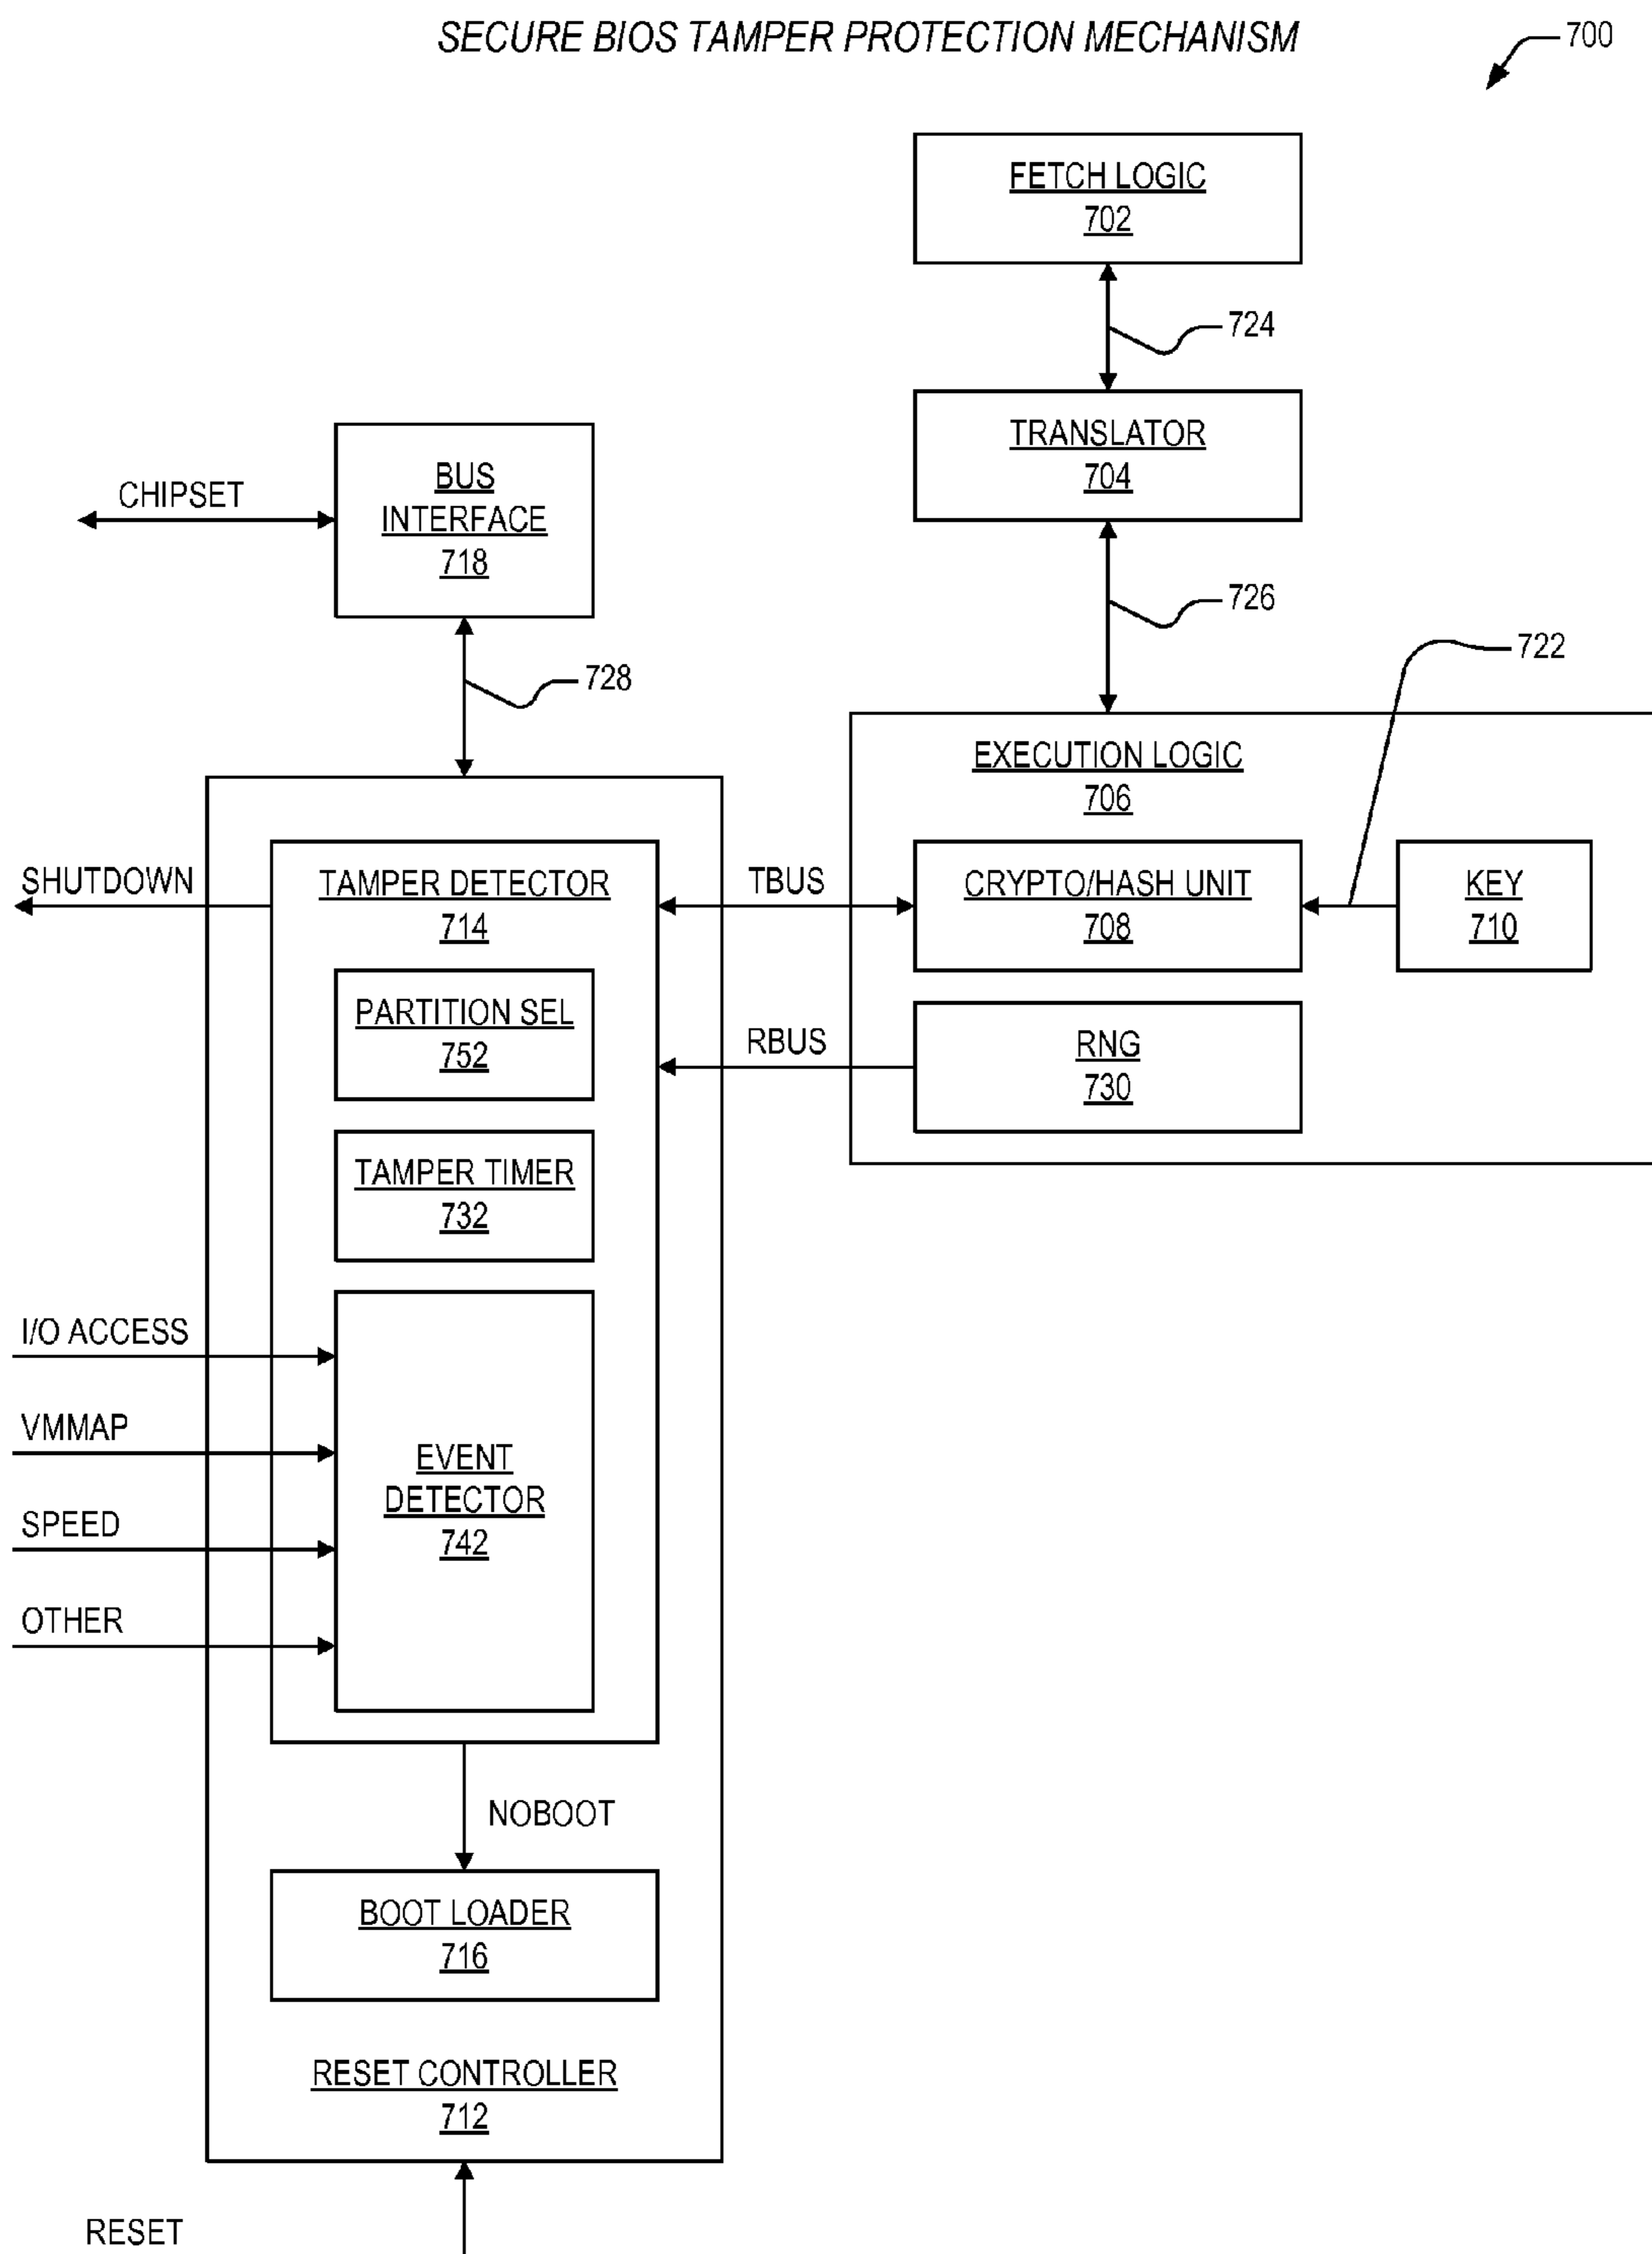 SECURE BIOS TAMPER PROTECTION MECHANISM
700
FETCH LOGIC
702
724
TRANSLATOR
704
BUS
INTERFACE
718
CHIPSET
726
722
728
EXECUTION LOGIC
706
SHUTDOWN
TAMPER DETECTOR
714
TBUS
CRYPTO/HASH UNIT
708
KEY
710
PARTITION SEL
752
RBUS
RNG
730
TAMPER TIMER
732
I/O ACCESS
VMMAP
SPEED
OTHER
EVENT
DETECTOR
742
NOBOOT
BOOT LOADER
716
RESET CONTROLLER
712
RESET